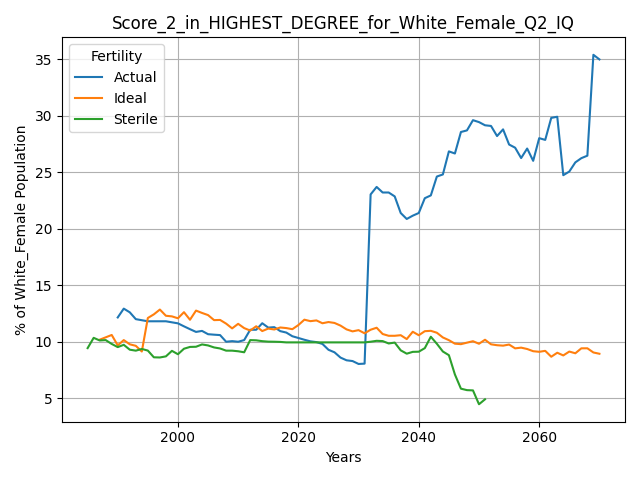 Score_2_in_HIGHEST_DEGREE_for_White_Female_Q2_IQ
Fertility
Actual
Ideal
Sterile
% of White_Female Population
35
30
25
20
15
10
5
2000
2020
2040
2060
Years